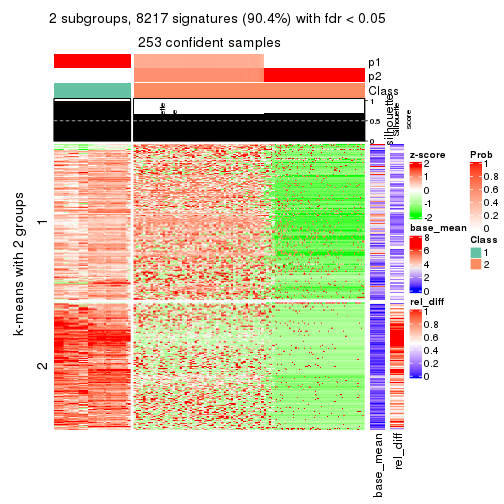 2 subgroups, 8217 signatures (90.4%) with fdr < 0.05
253 confident samples
p1
p2
Class
silhouette
Silhouette
score
1
0.5
0
k-means with 2 groups
1
2
base_mean
rel_diff
z-score
2
1
0
-1
-2
base_mean
8
6
4
2
0
rel_diff
1
0.8
0.6
0.4
0.2
0
Prob
1
0.8
0.6
0.4
0.2
0
Class
1
2